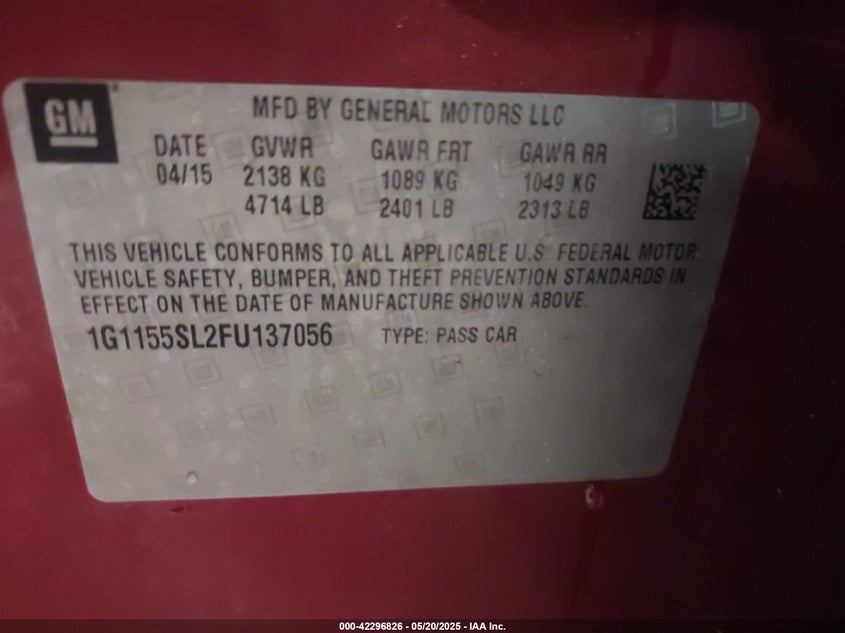 GM
MFD BY GENERAL MOTORS LLC
DATE GVWR GAWR FRT GAWR RR
04/15 2138 KG 1089 KG 1049 KG
4714 LB 2401 LB 2313 LB
THIS VEHICLE CONFORMS TO ALL APPLICABLE U.S. FEDERAL MOTOR
VEHICLE SAFETY, BUMPER, AND THEFT PREVENTION STANDARDS IN
EFFECT ON THE DATE OF MANUFACTURE SHOWN ABOVE.
1G1155SL2FU137056 TYPE: PASS CAR
000-42296826 - 05/20/2025 - IAA Inc.